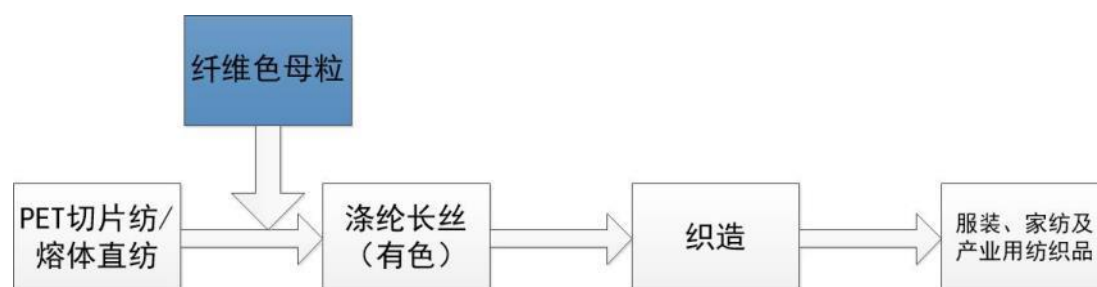 纤维色母粒
PET切片纺/
熔体直纺
涤纶长丝
（有色）
织造
服装、家纺及
产业用纺织品